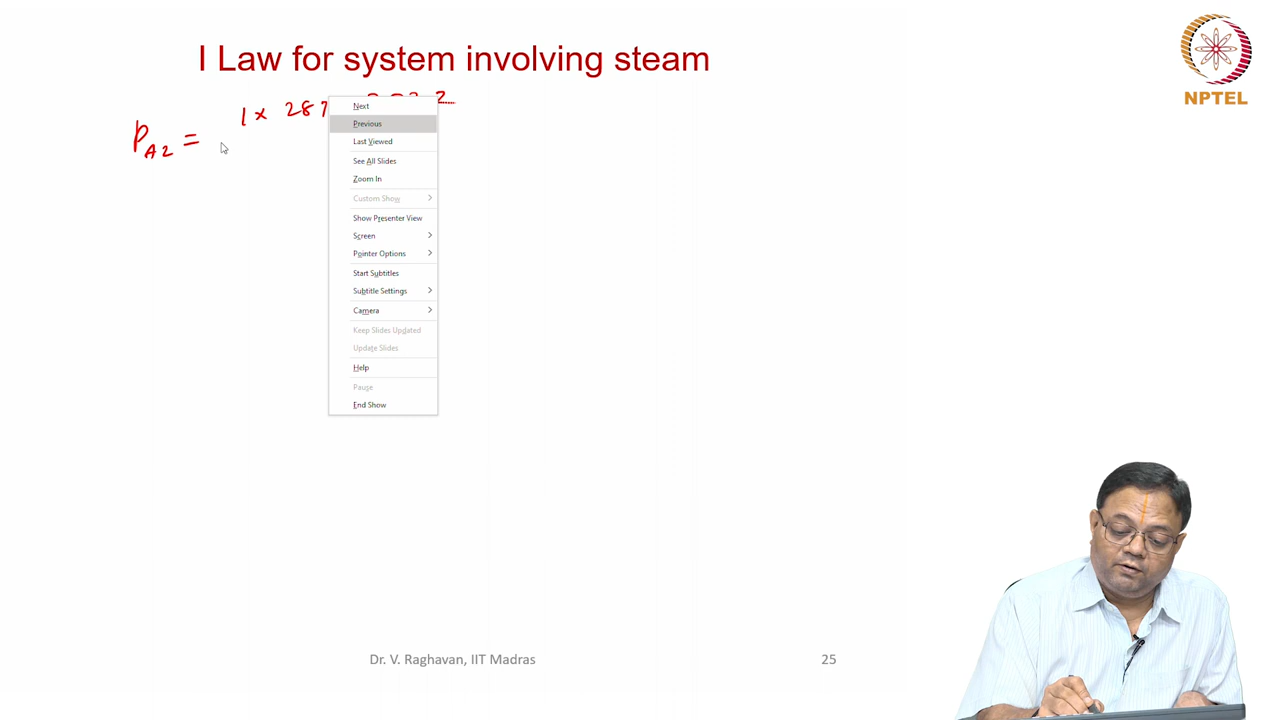 I Law for system involving steam
NPTEL
1 × 287
P_A2 =
Next
Previous
Last Viewed
See All Slides
Zoom In
Custom Show
Show Presenter View
Screen
Pointer Options
Start Subtitles
Subtitle Settings
Camera
Keep Slides Updated
Update Slides
Help
Pause
End Show
Dr. V. Raghavan, IIT Madras
25